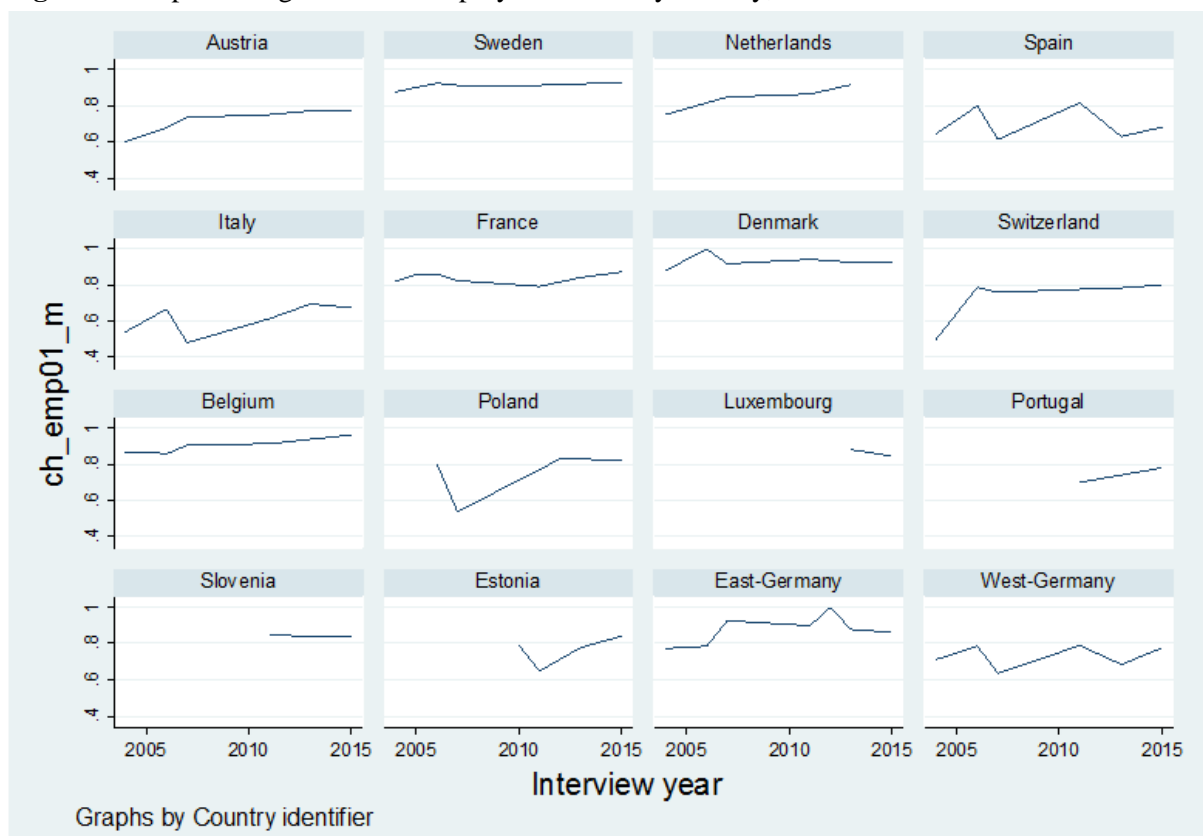 Austria Sweden Netherlands Spain
1
.8
.6
.4
Italy France Denmark Switzerland
1
.8
.6
.4
ch_emp01_m
Belgium Poland Luxembourg Portugal
1
.8
.6
.4
Slovenia Estonia East-Germany West-Germany
1
.8
.6
.4
2005 2010 2015 2005 2010 2015 2005 2010 2015 2005 2010 2015
Interview year
Graphs by Country identifier